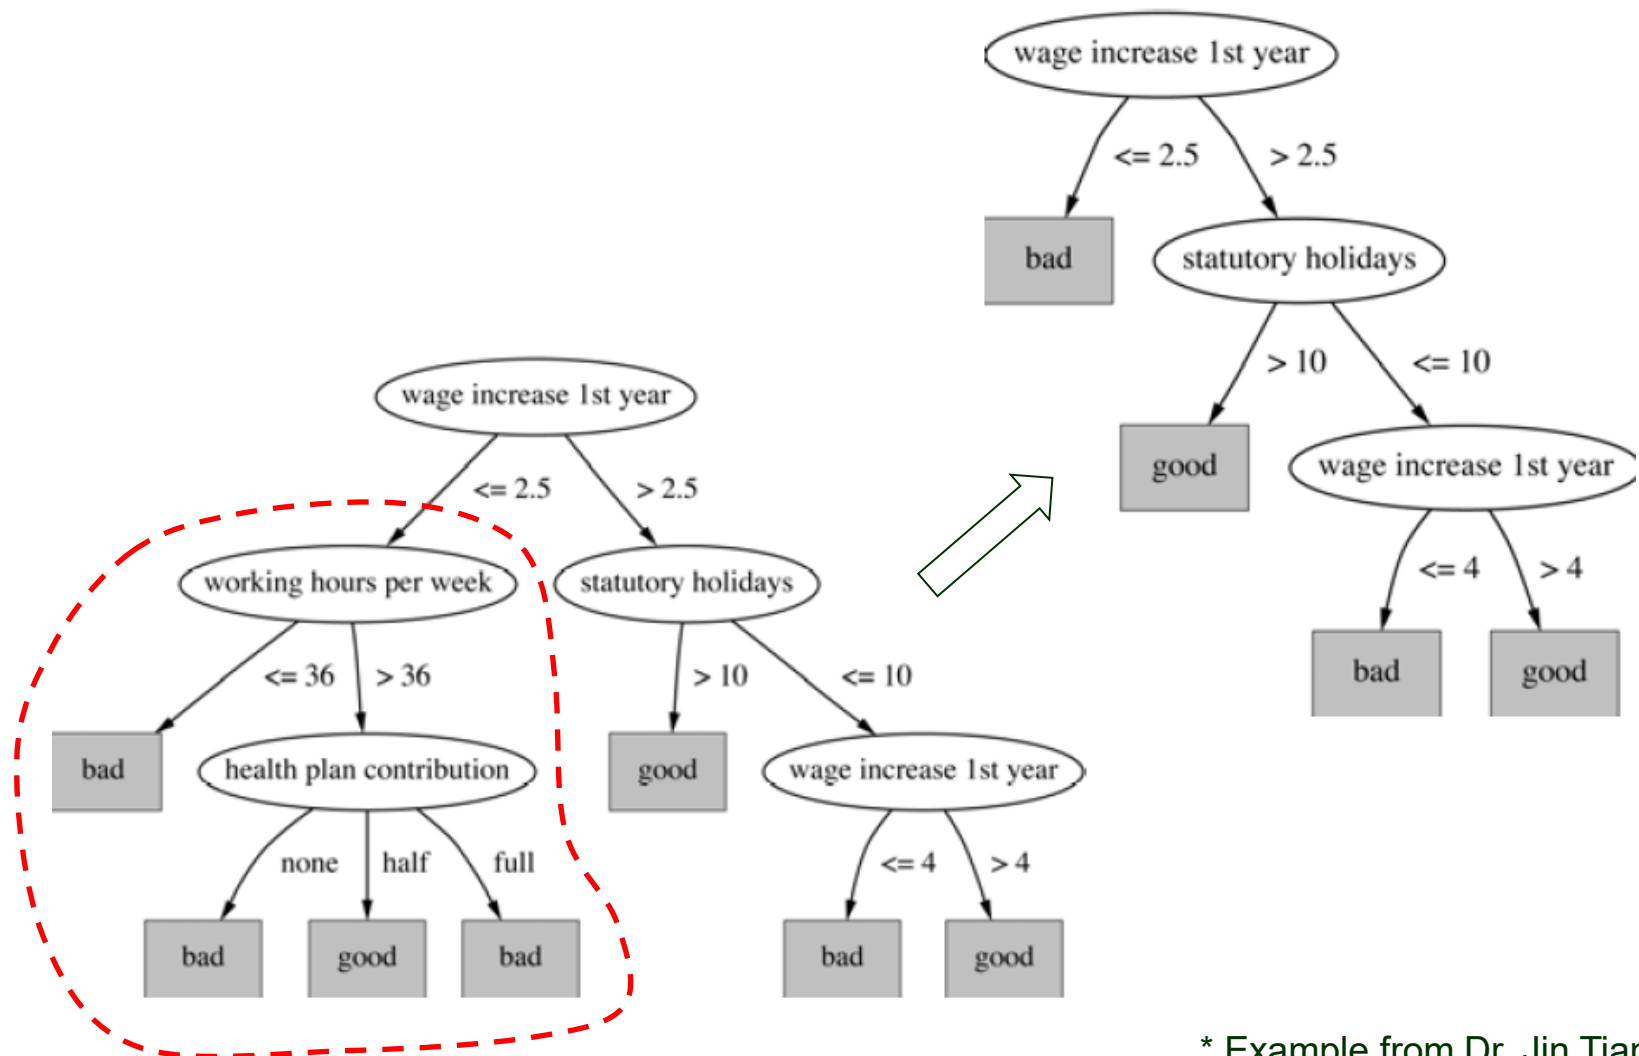 wage increase 1st year
<= 2.5
> 2.5
bad
statutory holidays
> 10
<= 10
good
wage increase 1st year
<= 4
> 4
bad
good
wage increase 1st year
<= 2.5
> 2.5
working hours per week
statutory holidays
<= 36
> 36
> 10
<= 10
bad
health plan contribution
good
wage increase 1st year
none
half
full
<= 4
> 4
bad
good
bad
bad
good
* Example from Dr. Jin Tian